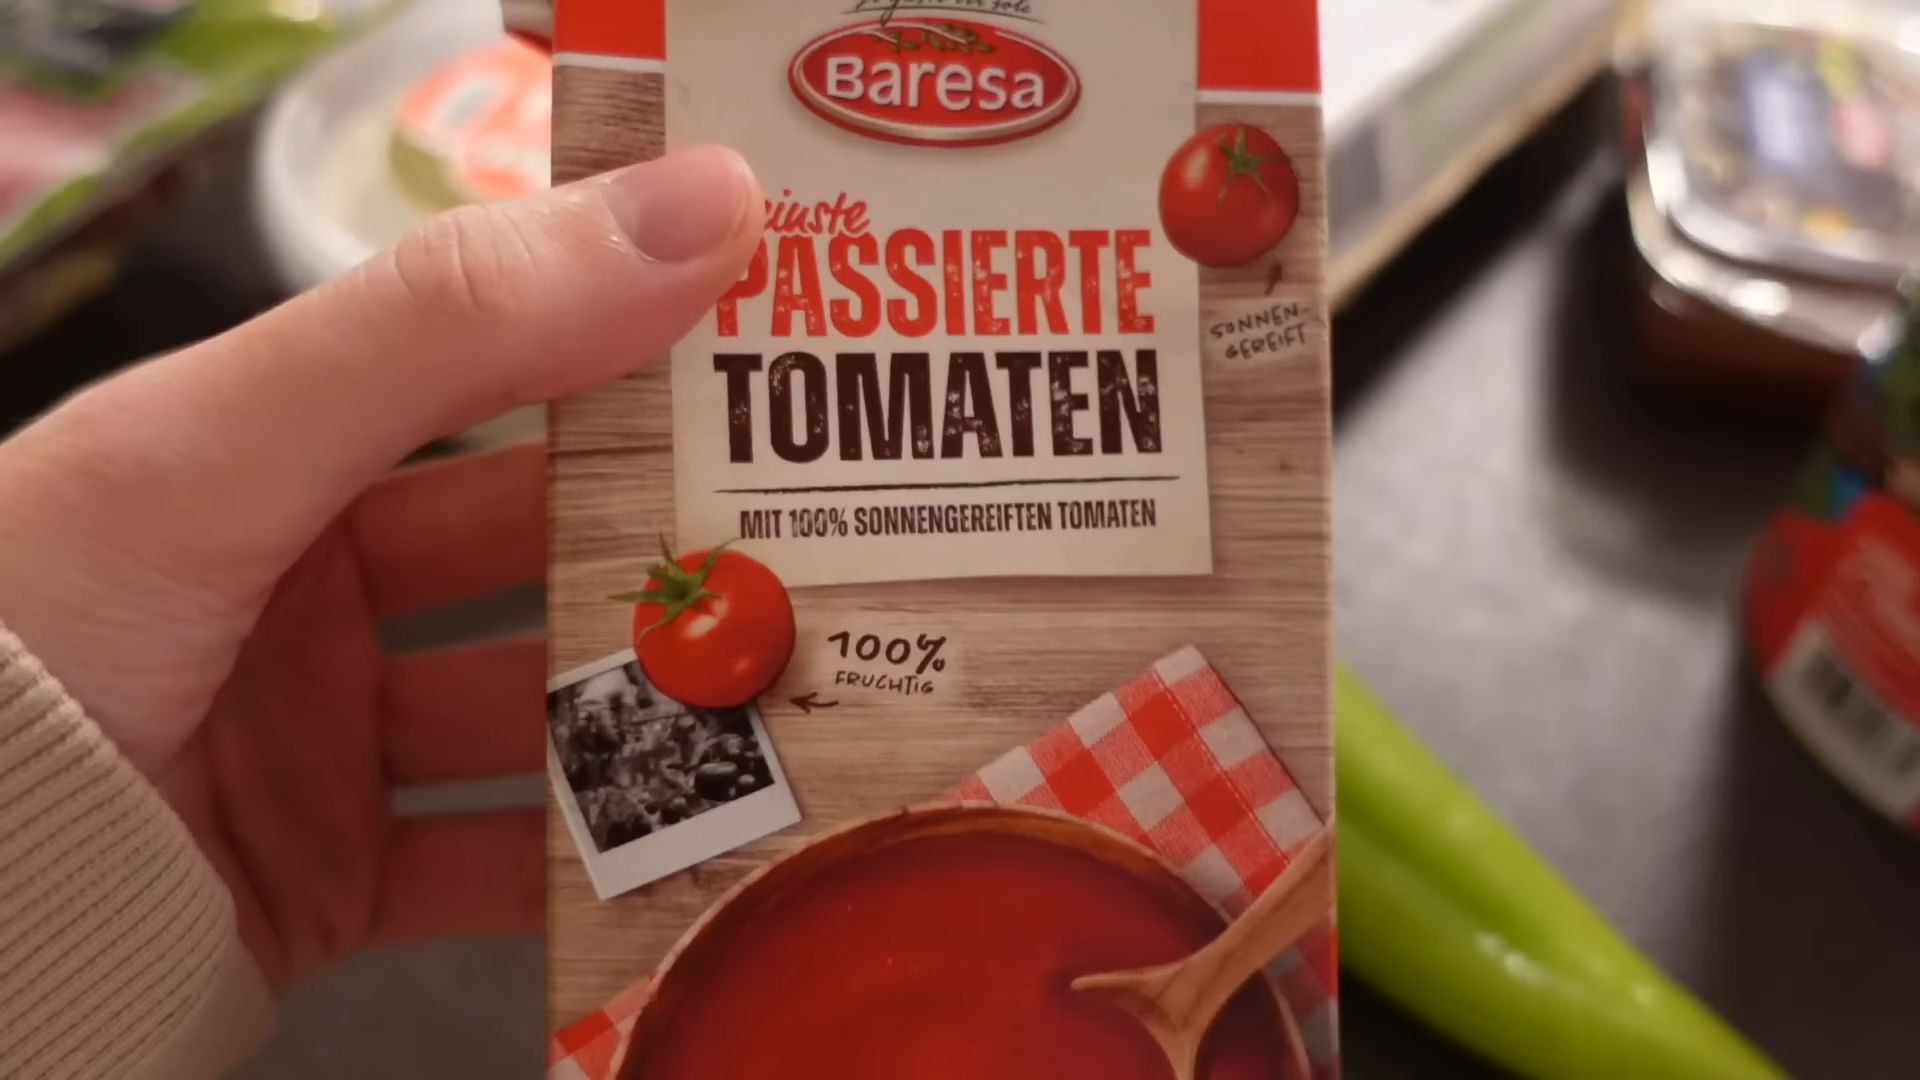 Baresa
PASSIERTE
TOMATEN
MIT 100% SONNENGEREIFTEN TOMATEN
SONNEN-
GEREIFT
100%
FRUCHTIG